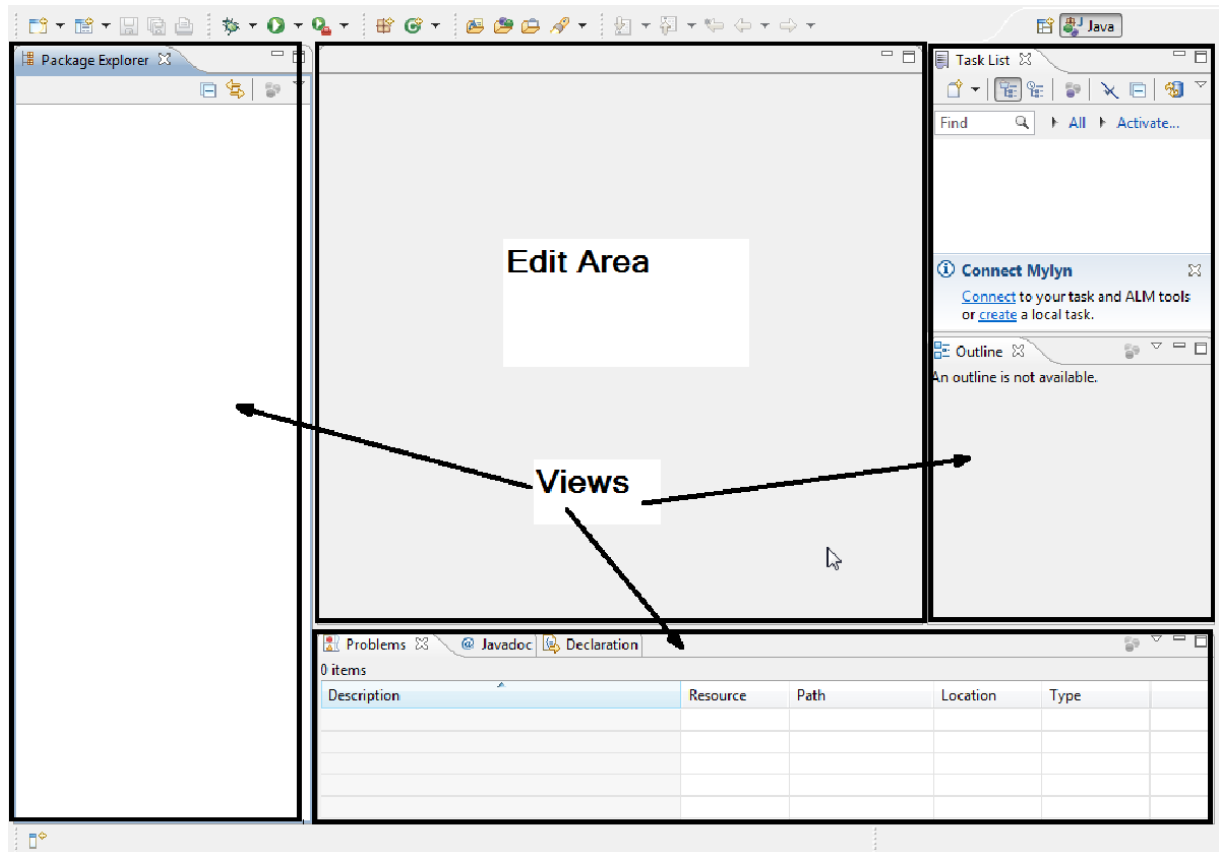 Java
Package Explorer
Edit Area
Views
Task List
Find All Activate...
Connect Mylyn
Connect to your task and ALM tools
or create a local task.
Outline
An outline is not available.
Problems @ Javadoc Declaration
0 items
Description Resource Path Location Type